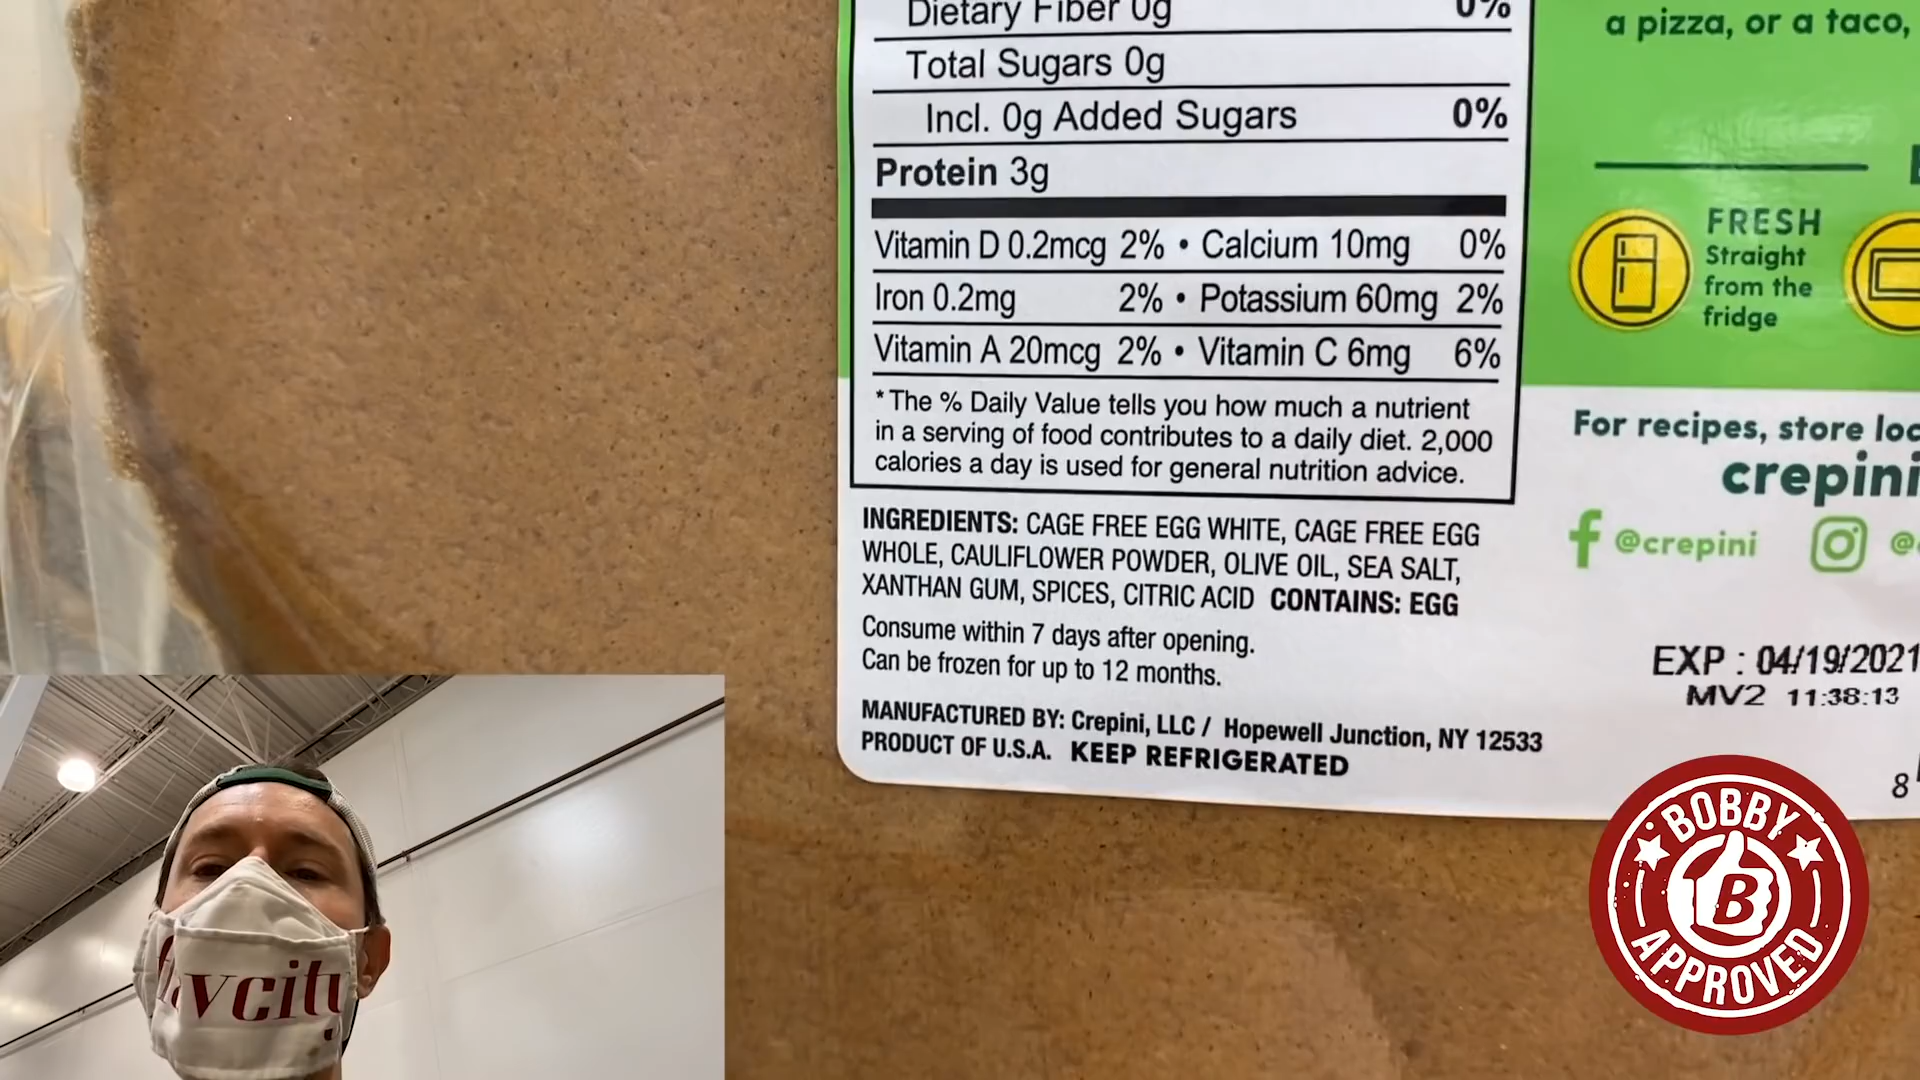 Dietary Fiber 0g 0%
Total Sugars 0g
Incl. 0g Added Sugars 0%
Protein 3g
Vitamin D 0.2mcg 2% • Calcium 10mg 0%
Iron 0.2mg 2% • Potassium 60mg 2%
Vitamin A 20mcg 2% • Vitamin C 6mg 6%
* The % Daily Value tells you how much a nutrient
in a serving of food contributes to a daily diet. 2,000
calories a day is used for general nutrition advice.
INGREDIENTS: CAGE FREE EGG WHITE, CAGE FREE EGG
WHOLE, CAULIFLOWER POWDER, OLIVE OIL, SEA SALT,
XANTHAN GUM, SPICES, CITRIC ACID CONTAINS: EGG
Consume within 7 days after opening.
Can be frozen for up to 12 months.
MANUFACTURED BY: Crepini, LLC / Hopewell Junction, NY 12533
PRODUCT OF U.S.A. KEEP REFRIGERATED
a pizza, or a taco,
FRESH
Straight
from the
fridge
For recipes, store loc
crepini
@crepini
EXP : 04/19/2021
MV2 11:38:13
8
BOBBY
B
APPROVED
vcity